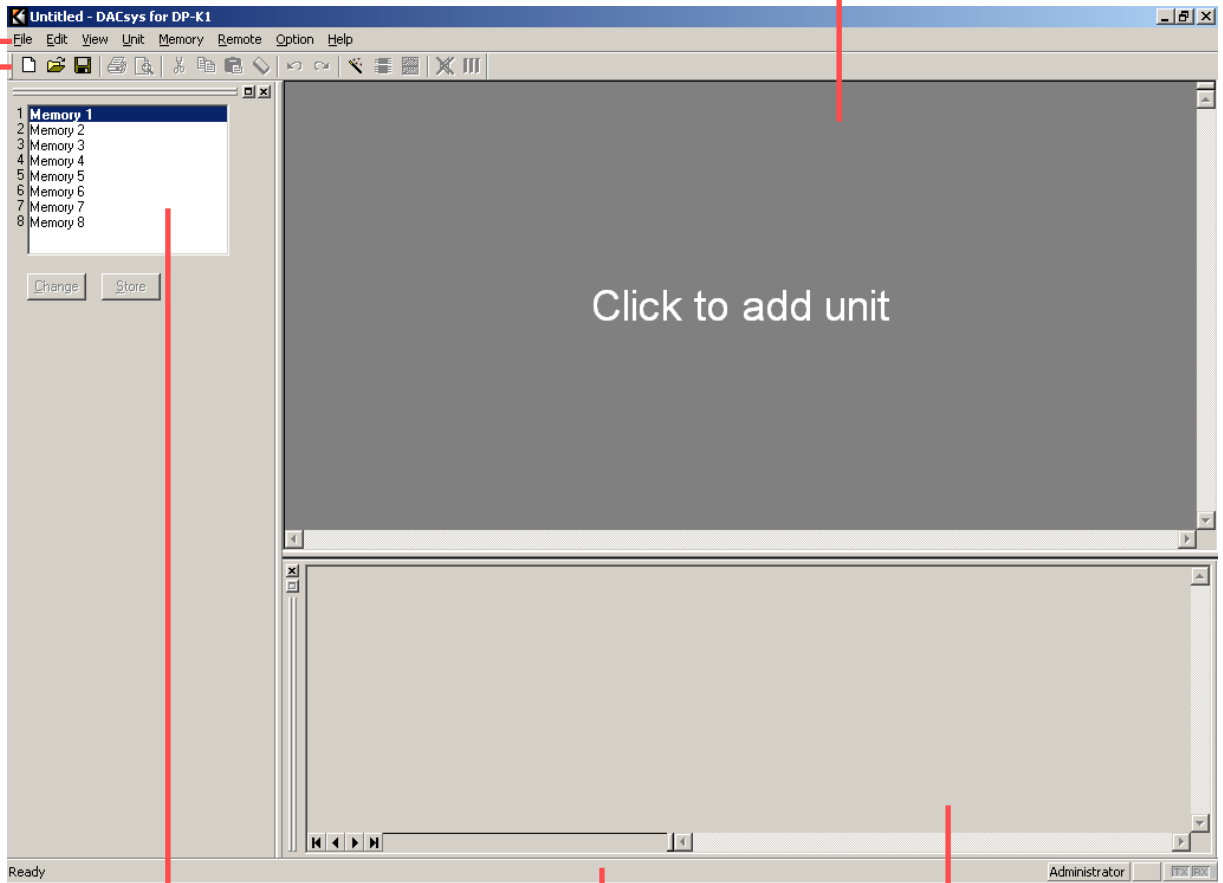 Untitled - DACsys for DP-K1
File Edit View Unit Memory Remote Option Help
1 Memory 1
2 Memory 2
3 Memory 3
4 Memory 4
5 Memory 5
6 Memory 6
7 Memory 7
8 Memory 8
Change Store
Click to add unit
Ready Administrator TX RX